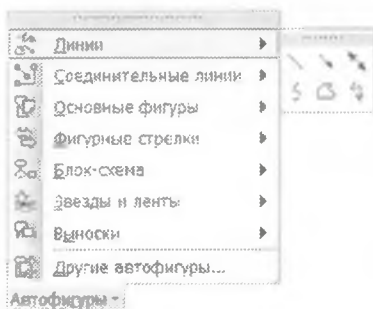 Линии
Соединительные линии
Основные фигуры
Фигурные стрелки
Блок-схема
Звезды и ленты
Выноски
Другие автофигуры...
Автофигуры